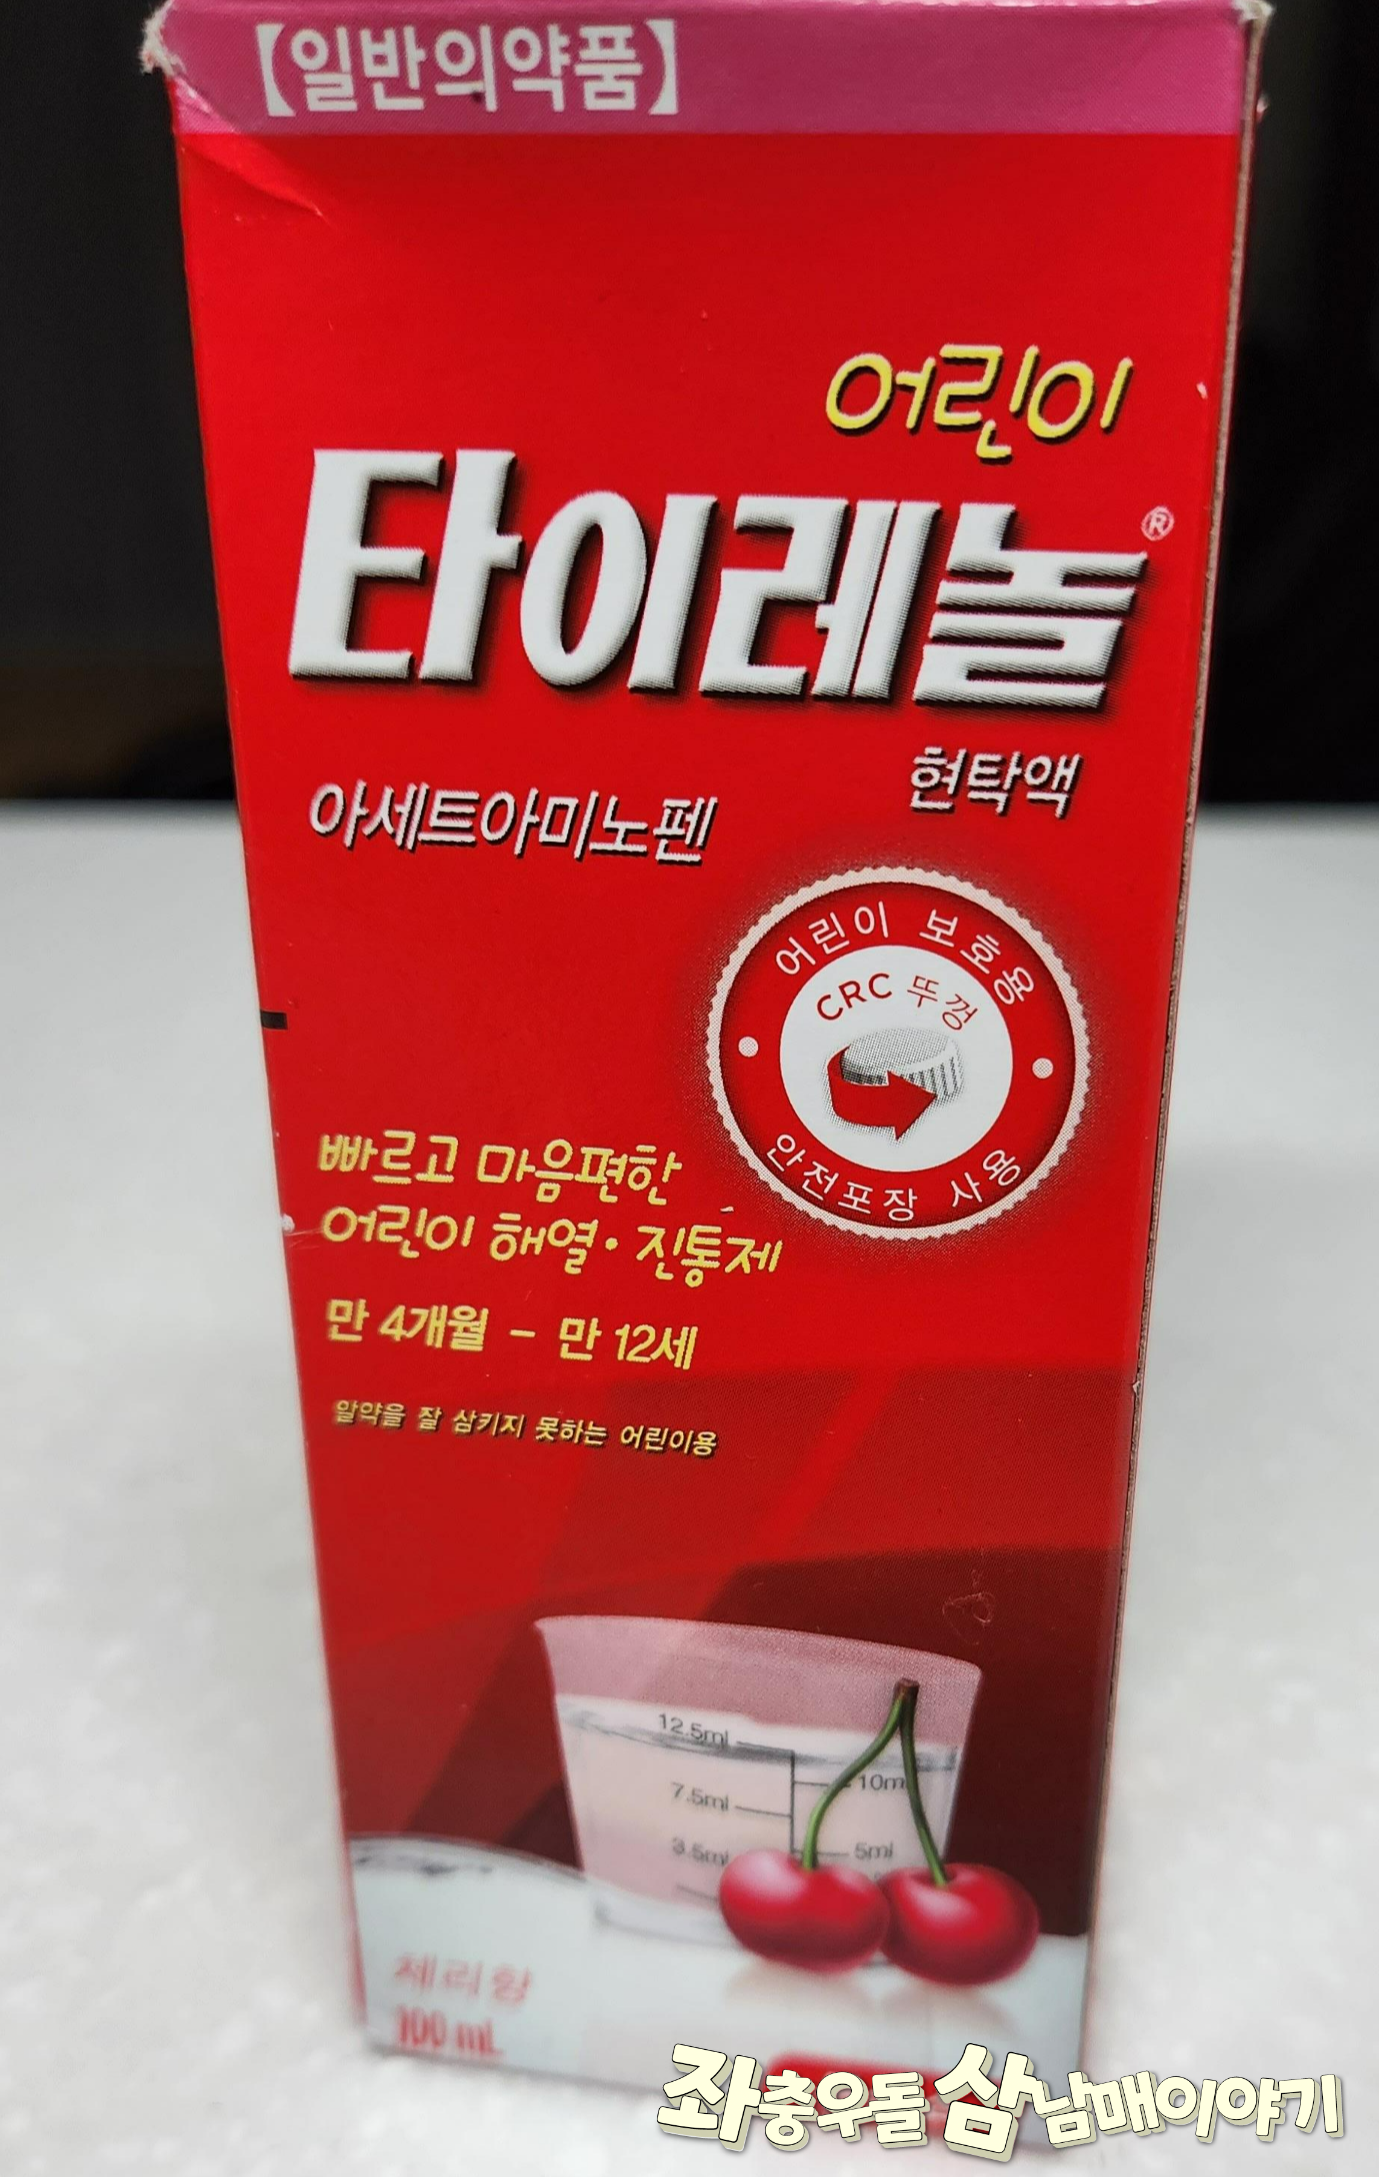 【일반의약품】
어린이
타이레놀®
현탁액
아세트아미노펜
어린이 보호용
CRC 뚜껑
안전포장 사용
빠르고 마음편한
어린이 해열·진통제
만 4개월 - 만 12세
알약을 잘 삼키지 못하는 어린이용
12.5ml
10ml
7.5ml
5ml
3.5ml
체리향
100 mL
좌충우돌 삼남매이야기